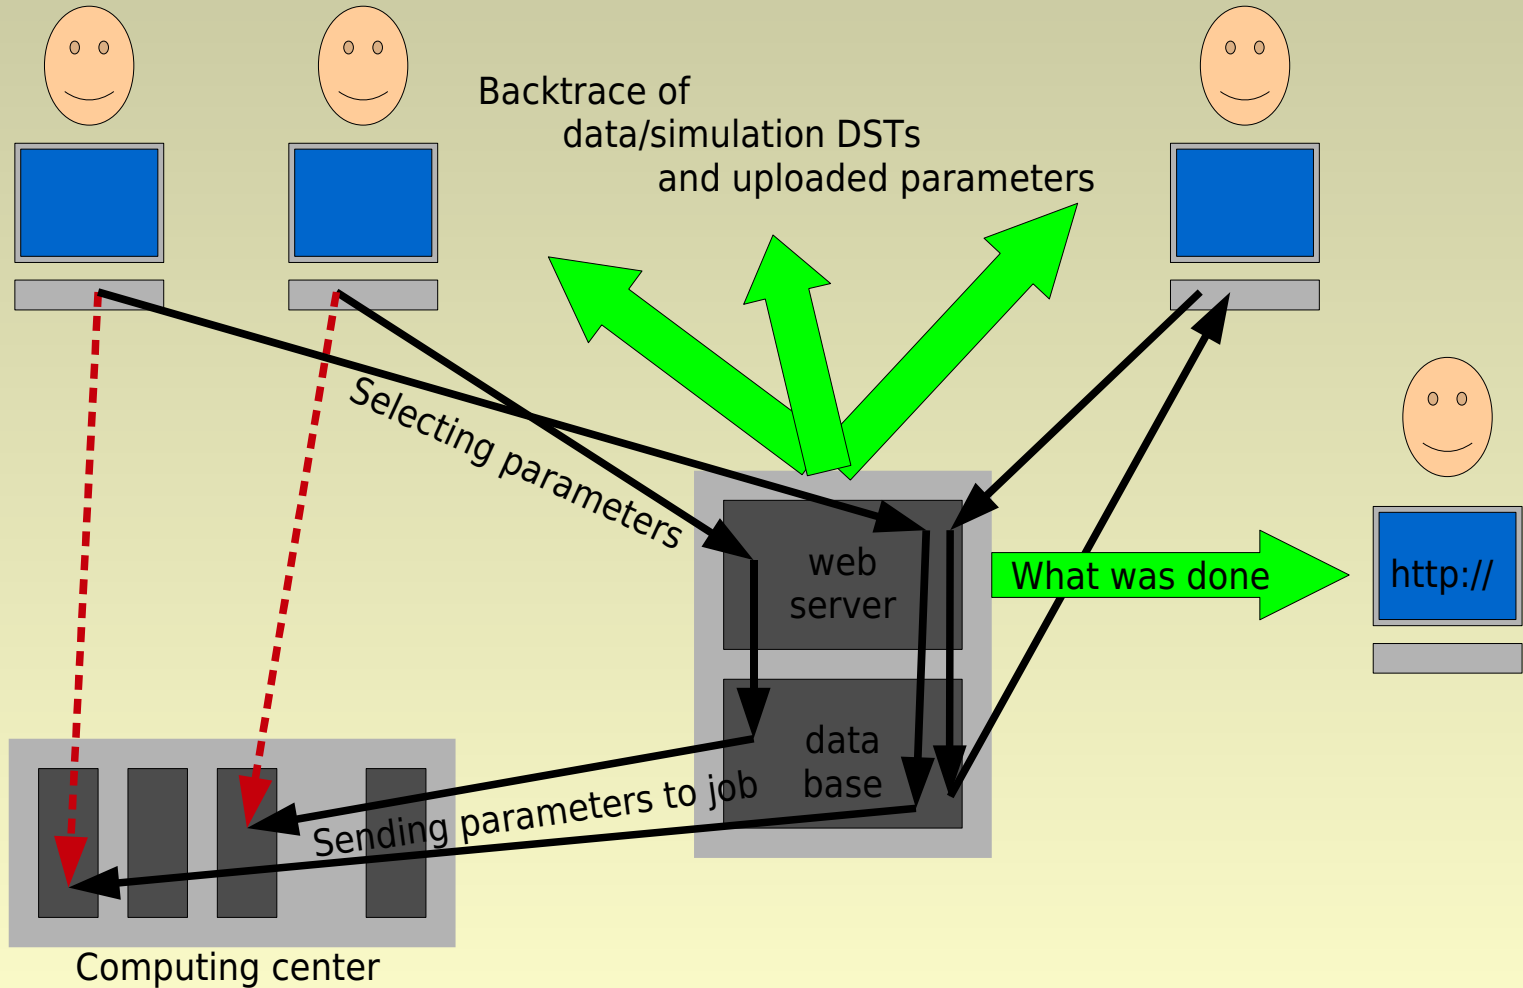 Backtrace of
data/simulation DSTs
and uploaded parameters
Selecting parameters
web
server
What was done
http://
data
base
Sending parameters to job
Computing center